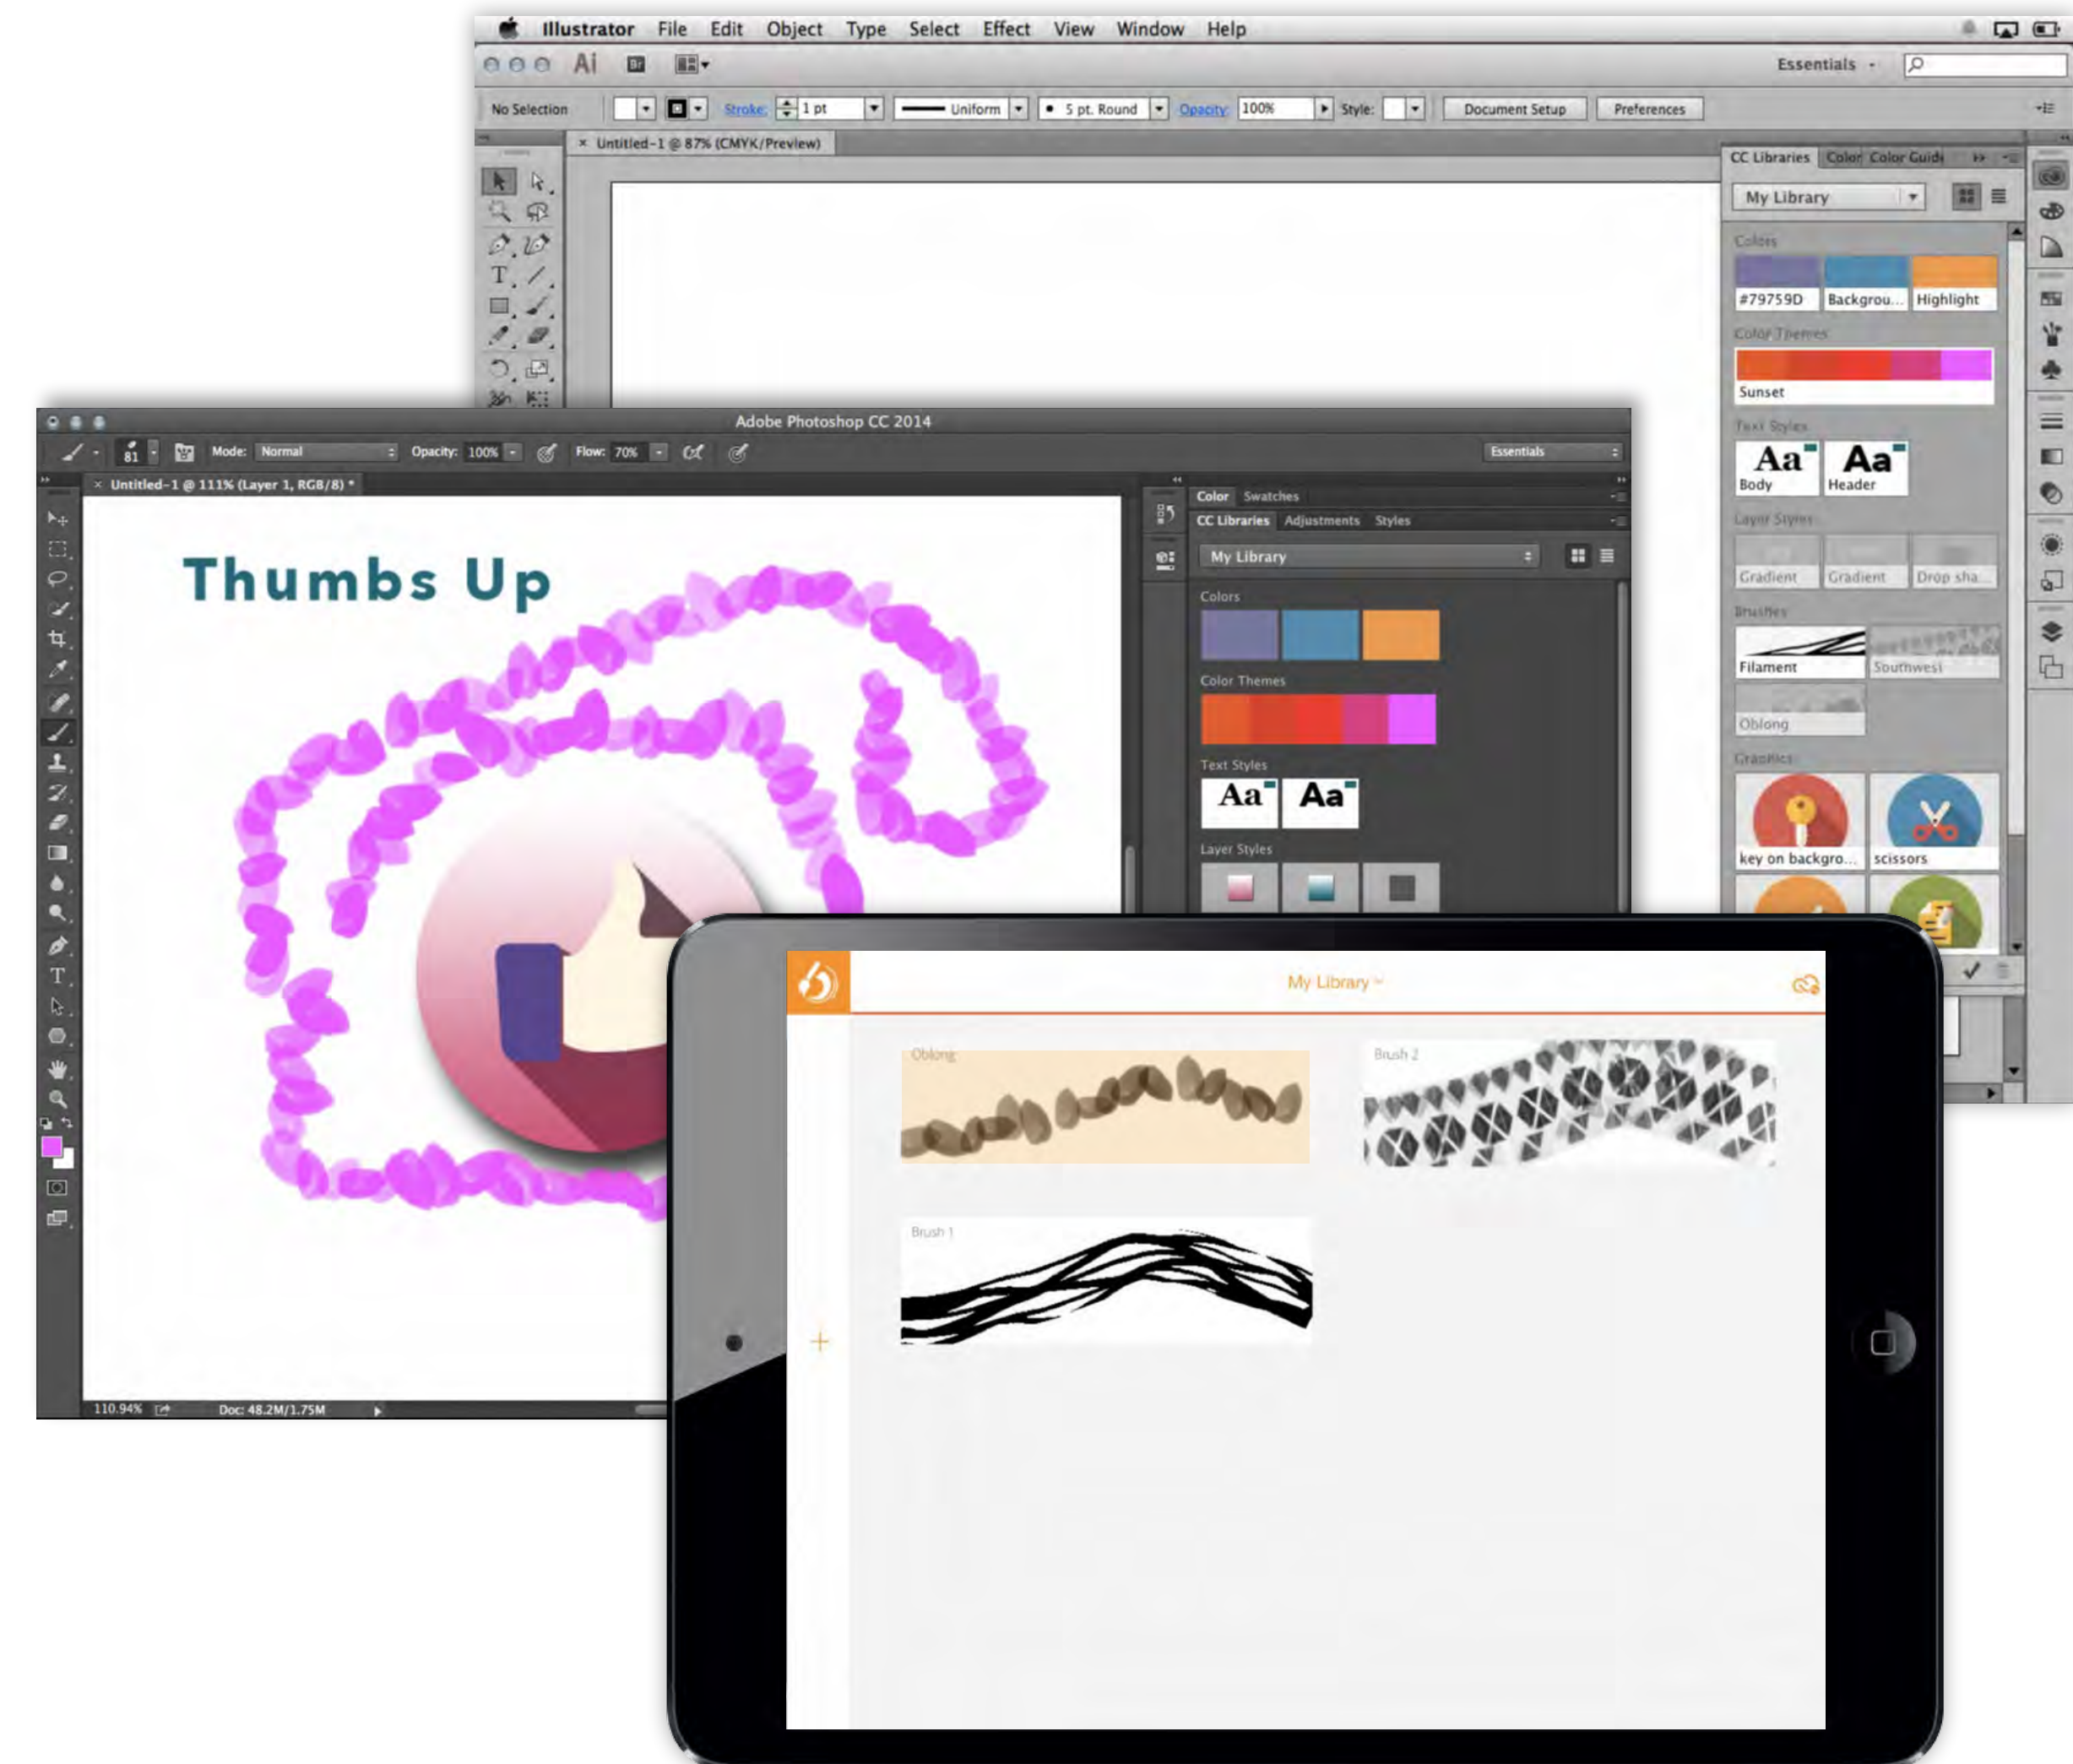 Illustrator File Edit Object Type Select Effect View Window Help
Ai Br Essentials
No Selection Stroke: 1 pt Uniform 5 pt. Round Opacity: 100% Style: Document Setup Preferences
× Untitled-1 @ 87% (CMYK/Preview)
CC Libraries Color Color Guide
My Library
Colors
#79759D Backgrou... Highlight
Color Themes
Sunset
Text Styles
Aa Aa
Body Header
Layer Styles
Gradient Gradient Drop sha...
Brushes
Filament Southwest
Oblong
Graphics
key on backgro... scissors
Adobe Photoshop CC 2014
81 Mode: Normal Opacity: 100% Flow: 70% Essentials
× Untitled-1 @ 111% (Layer 1, RGB/8) *
Thumbs Up
Color Swatches
CC Libraries Adjustments Styles
My Library
Colors
Color Themes
Text Styles
Aa Aa
Layer Styles
110.94% Doc: 48.2M/1.75M
My Library
Oblong Brush 2
Brush 1